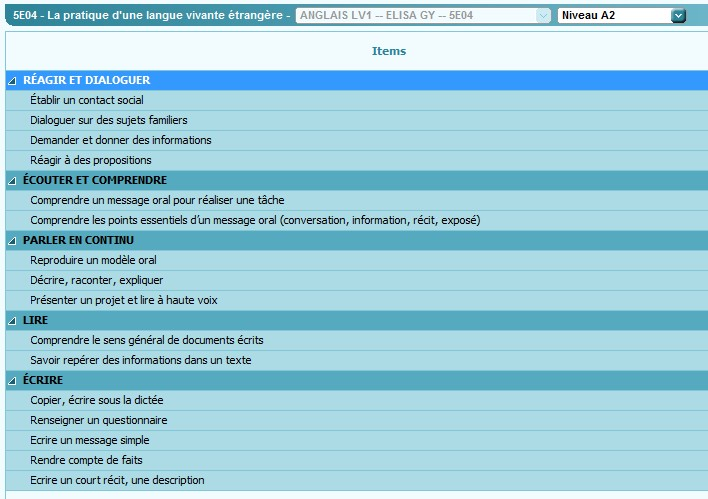 5E04 - La pratique d'une langue vivante étrangère - ANGLAIS LV1 -- ELISA GY -- 5E04 Niveau A2
Items
RÉAGIR ET DIALOGUER
Établir un contact social
Dialoguer sur des sujets familiers
Demander et donner des informations
Réagir à des propositions
ÉCOUTER ET COMPRENDRE
Comprendre un message oral pour réaliser une tâche
Comprendre les points essentiels d'un message oral (conversation, information, récit, exposé)
PARLER EN CONTINU
Reproduire un modèle oral
Décrire, raconter, expliquer
Présenter un projet et lire à haute voix
LIRE
Comprendre le sens général de documents écrits
Savoir repérer des informations dans un texte
ÉCRIRE
Copier, écrire sous la dictée
Renseigner un questionnaire
Ecrire un message simple
Rendre compte de faits
Ecrire un court récit, une description